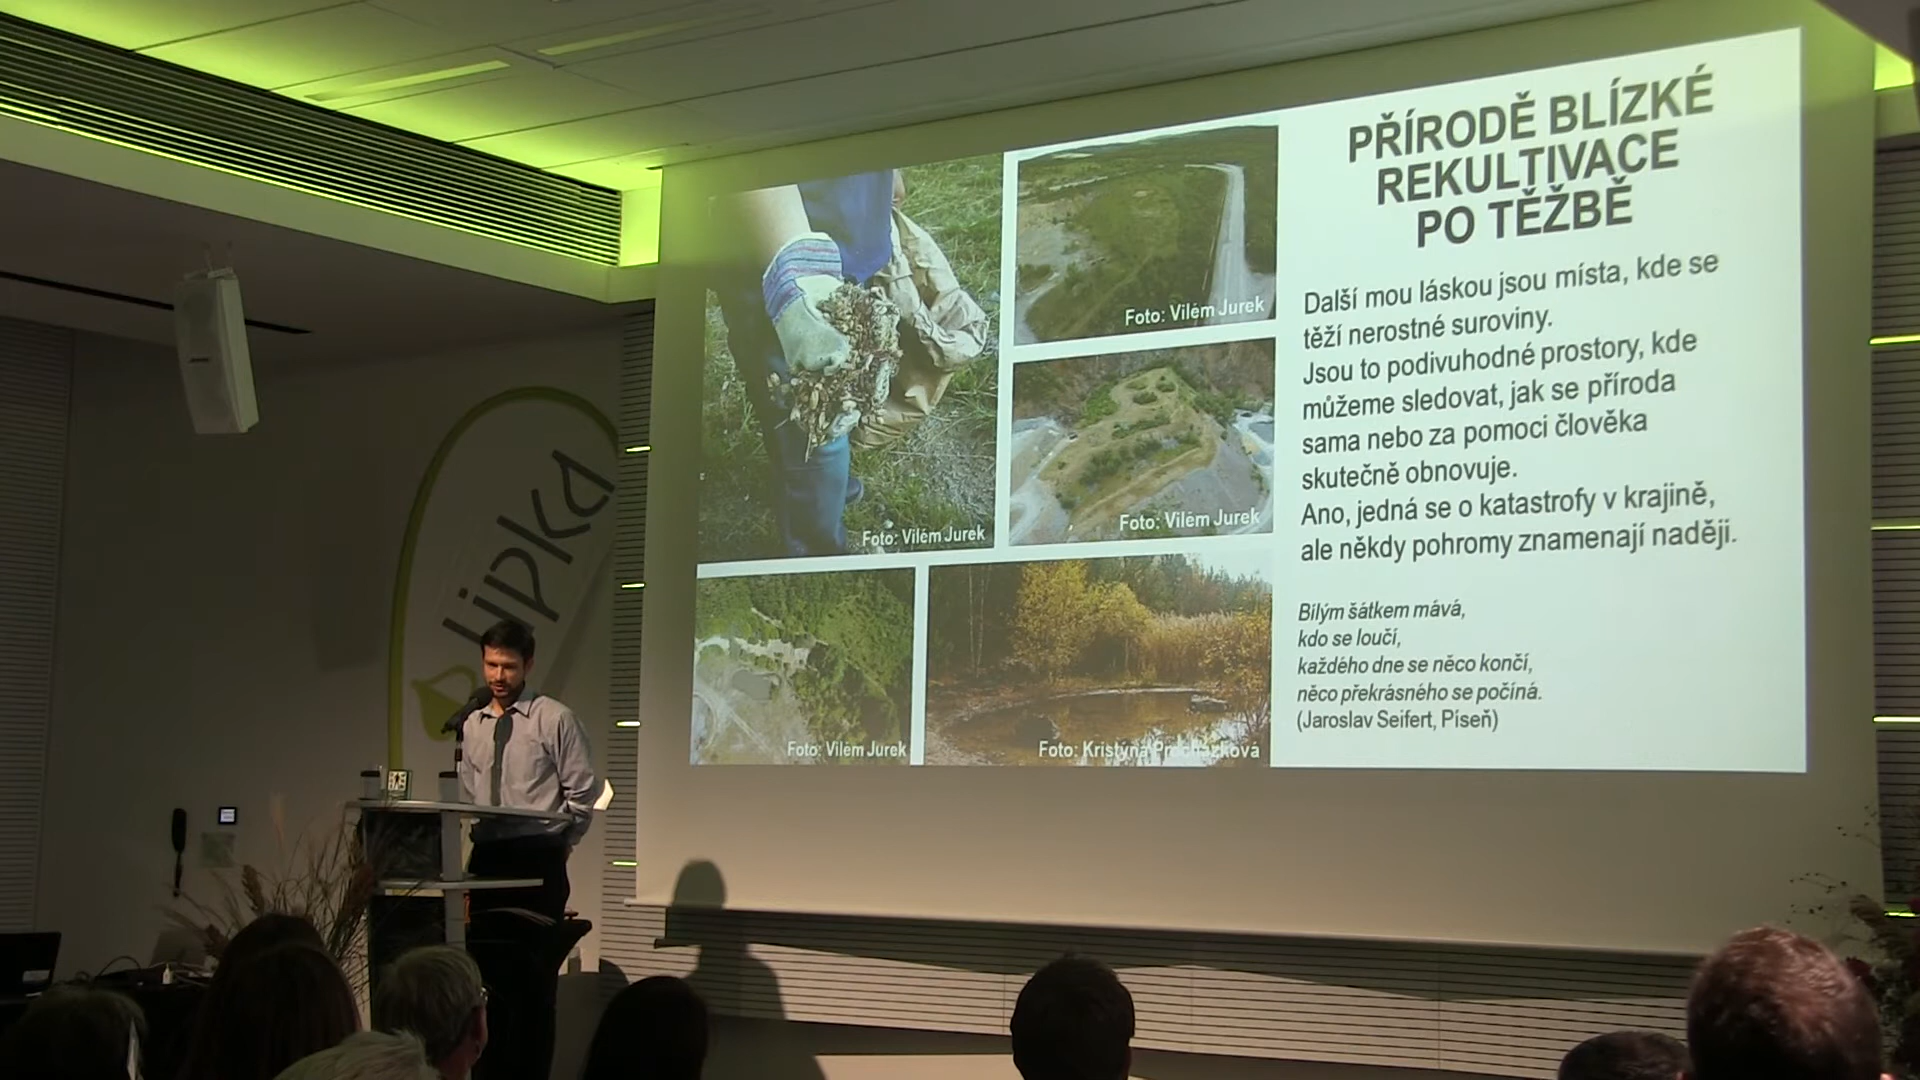 lipka
PŘÍRODĚ BLÍZKÉ
REKULTIVACE
PO TĚŽBĚ
Další mou láskou jsou místa, kde se
těží nerostné suroviny.
Jsou to podivuhodné prostory, kde
můžeme sledovat, jak se příroda
sama nebo za pomoci člověka
skutečně obnovuje.
Ano, jedná se o katastrofy v krajině,
ale někdy pohromy znamenají naději.
Bílým šátkem mává,
kdo se loučí,
každého dne se něco končí,
něco překrásného se počíná.
(Jaroslav Seifert, Píseň)
Foto: Vilém Jurek
Foto: Vilém Jurek
Foto: Vilém Jurek
Foto: Vilém Jurek
Foto: Kristýna Procházková